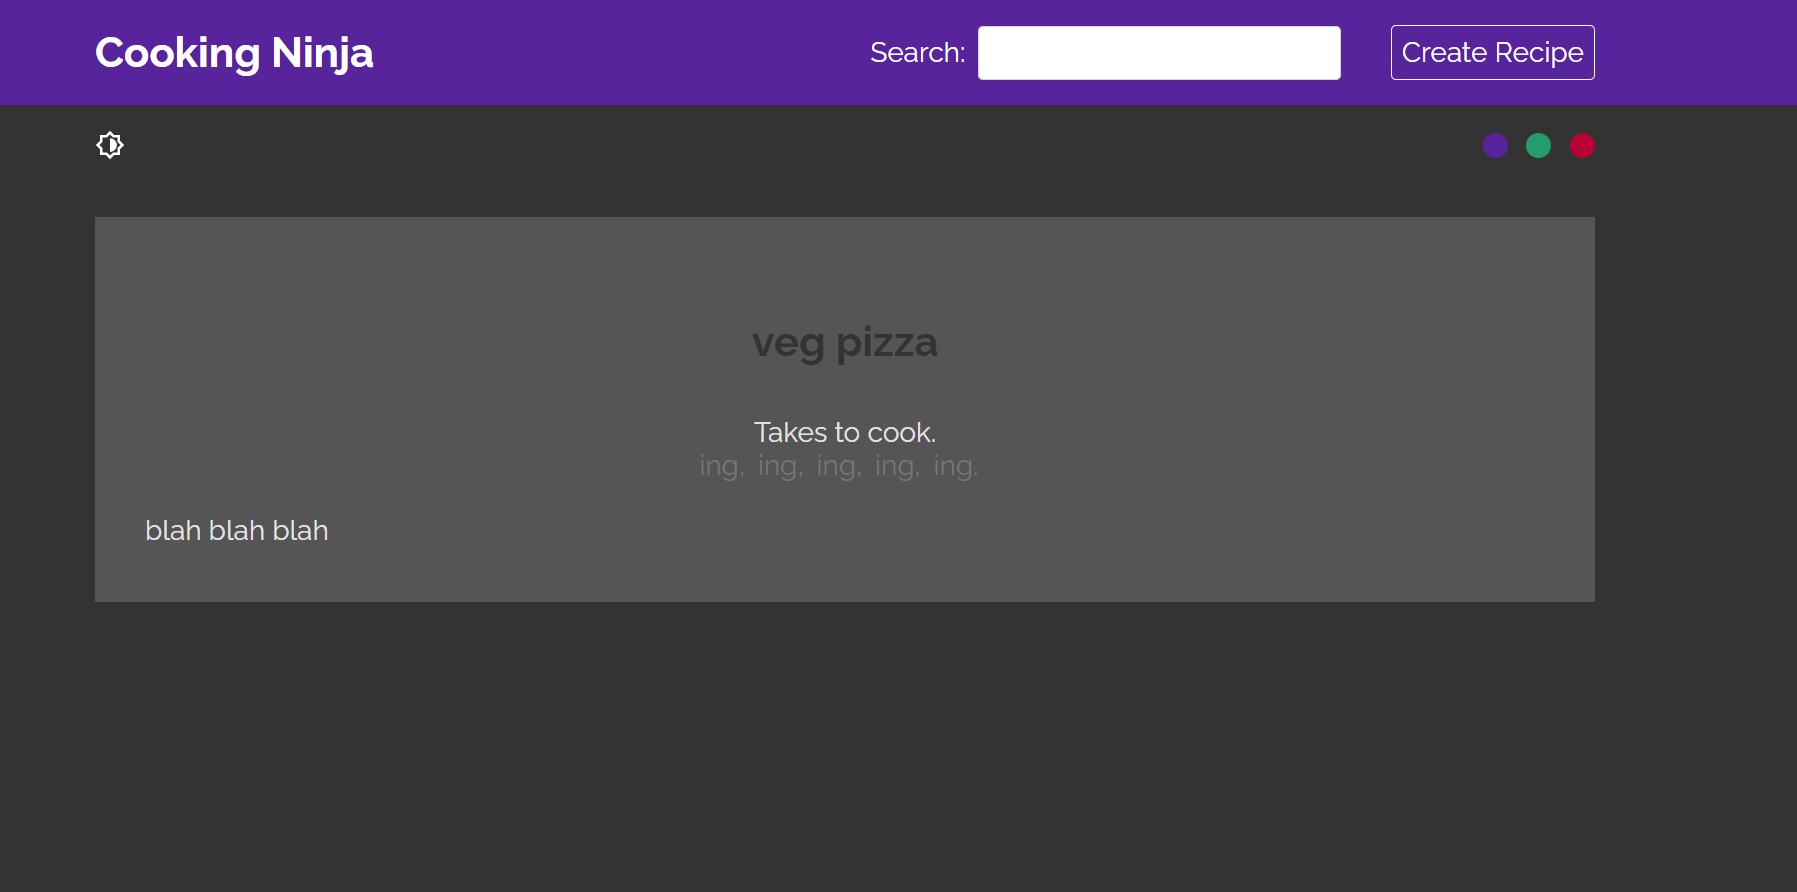 Cooking Ninja
Search:
Create Recipe
veg pizza
Takes to cook.
ing, ing, ing, ing, ing.
blah blah blah